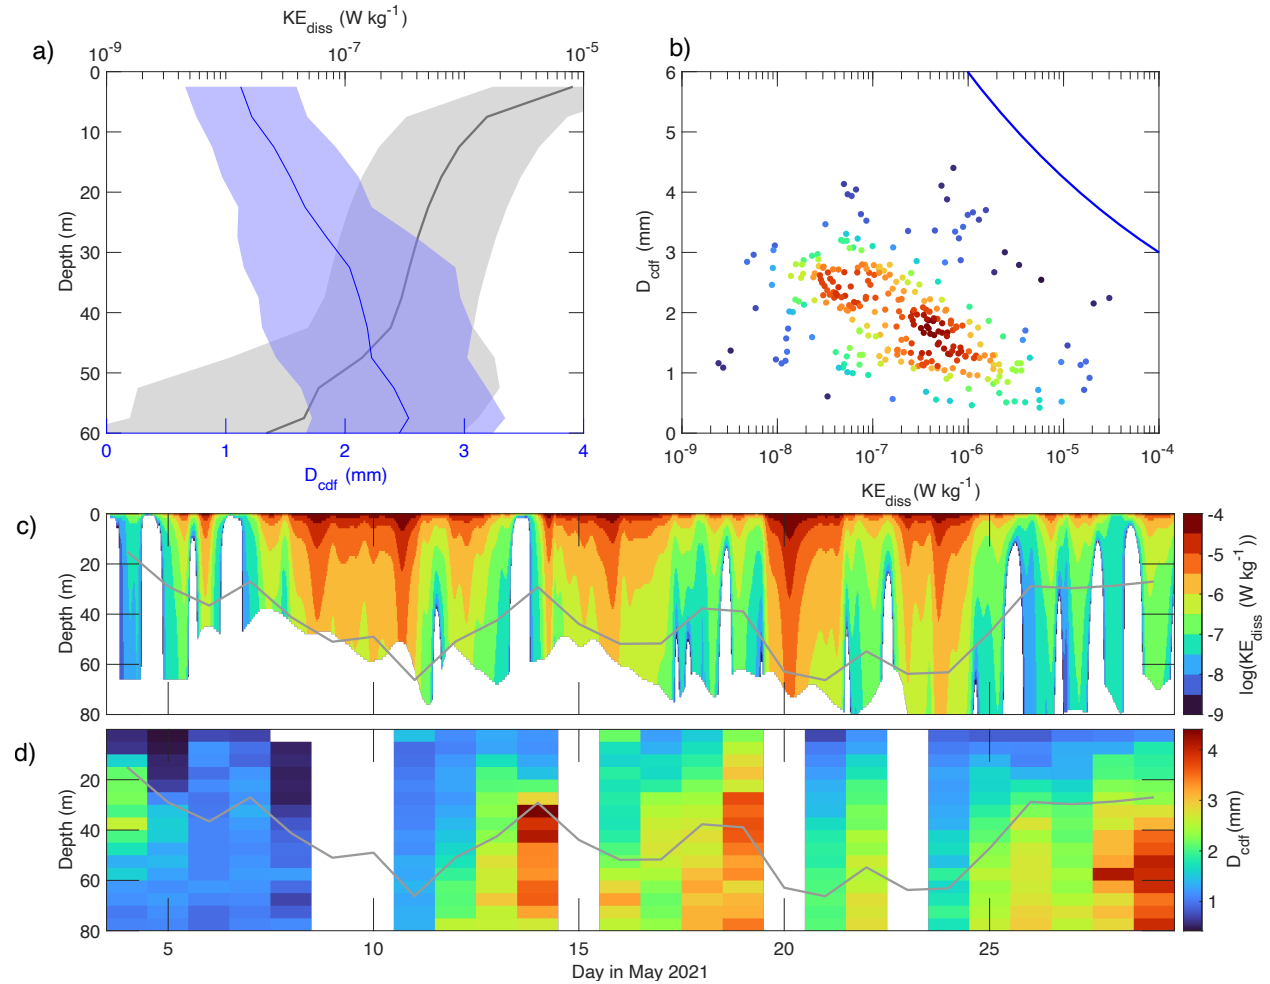 a)
KE_diss (W kg^-1)
10^-9 10^-7 10^-5
0
10
20
30
40
50
60
Depth (m)
0 1 2 3 4
D_cdf (mm)
b)
6
5
4
3
2
1
0
D_cdf (mm)
10^-9 10^-8 10^-7 10^-6 10^-5 10^-4
KE_diss(W kg^-1)
c)
0
20
40
60
80
Depth (m)
-4
-5
-6
-7
-8
-9
log(KE_diss (W kg^-1))
d)
20
40
60
80
Depth (m)
5 10 15 20 25
Day in May 2021
4
3
2
1
D_cdf (mm)